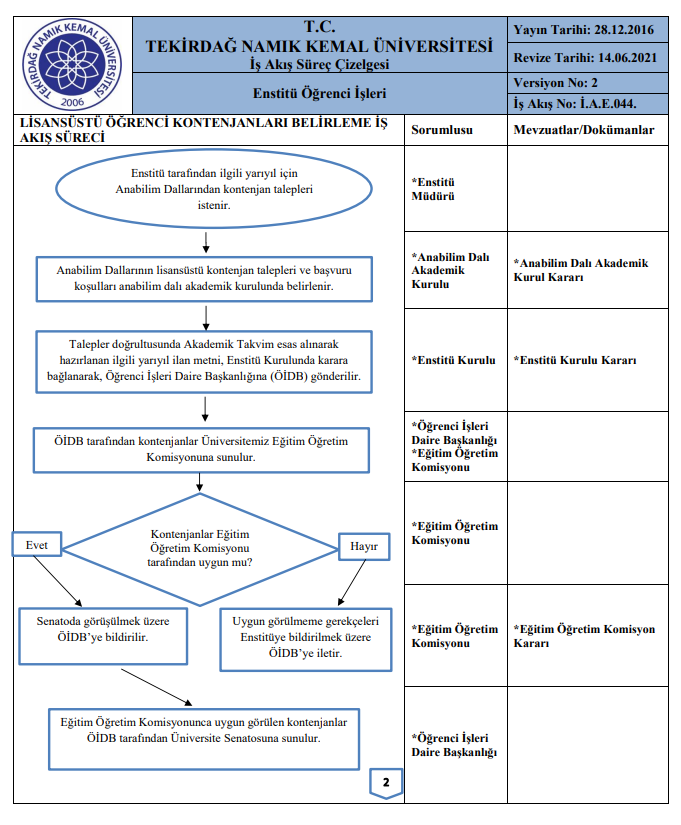 T.C.
TEKİRDAĞ NAMIK KEMAL ÜNİVERSİTESİ
İş Akış Süreç Çizelgesi
Enstitü Öğrenci İşleri
Yayın Tarihi: 28.12.2016
Revize Tarihi: 14.06.2021
Versiyon No: 2
İş Akış No: İ.A.E.044.
TEKİRDAĞ NAMIK KEMAL ÜNİVERSİTESİ
2006
LİSANSÜSTÜ ÖĞRENCİ KONTENJANLARI BELİRLEME İŞ
AKIŞ SÜRECİ
Sorumlusu
Mevzuatlar/Dokümanlar
Enstitü tarafından ilgili yarıyıl için
Anabilim Dallarından kontenjan talepleri
istenir.
*Enstitü
Müdürü
Anabilim Dallarının lisansüstü kontenjan talepleri ve başvuru
koşulları anabilim dalı akademik kurulunda belirlenir.
*Anabilim Dalı
Akademik
Kurulu
*Anabilim Dalı Akademik
Kurul Kararı
Talepler doğrultusunda Akademik Takvim esas alınarak
hazırlanan ilgili yarıyıl ilan metni, Enstitü Kurulunda karara
bağlanarak, Öğrenci İşleri Daire Başkanlığına (ÖİDB) gönderilir.
*Enstitü Kurulu
*Enstitü Kurulu Kararı
ÖİDB tarafından kontenjanlar Üniversitemiz Eğitim Öğretim
Komisyonuna sunulur.
*Öğrenci İşleri
Daire Başkanlığı
*Eğitim Öğretim
Komisyonu
Kontenjanlar Eğitim
Öğretim Komisyonu
tarafından uygun mu?
Evet
Hayır
*Eğitim Öğretim
Komisyonu
Senatoda görüşülmek üzere
ÖİDB'ye bildirilir.
Uygun görülmeme gerekçeleri
Enstitüye bildirilmek üzere
ÖİDB'ye iletir.
*Eğitim Öğretim
Komisyonu
*Eğitim Öğretim Komisyon
Kararı
Eğitim Öğretim Komisyonunca uygun görülen kontenjanlar
ÖİDB tarafından Üniversite Senatosuna sunulur.
*Öğrenci İşleri
Daire Başkanlığı
2